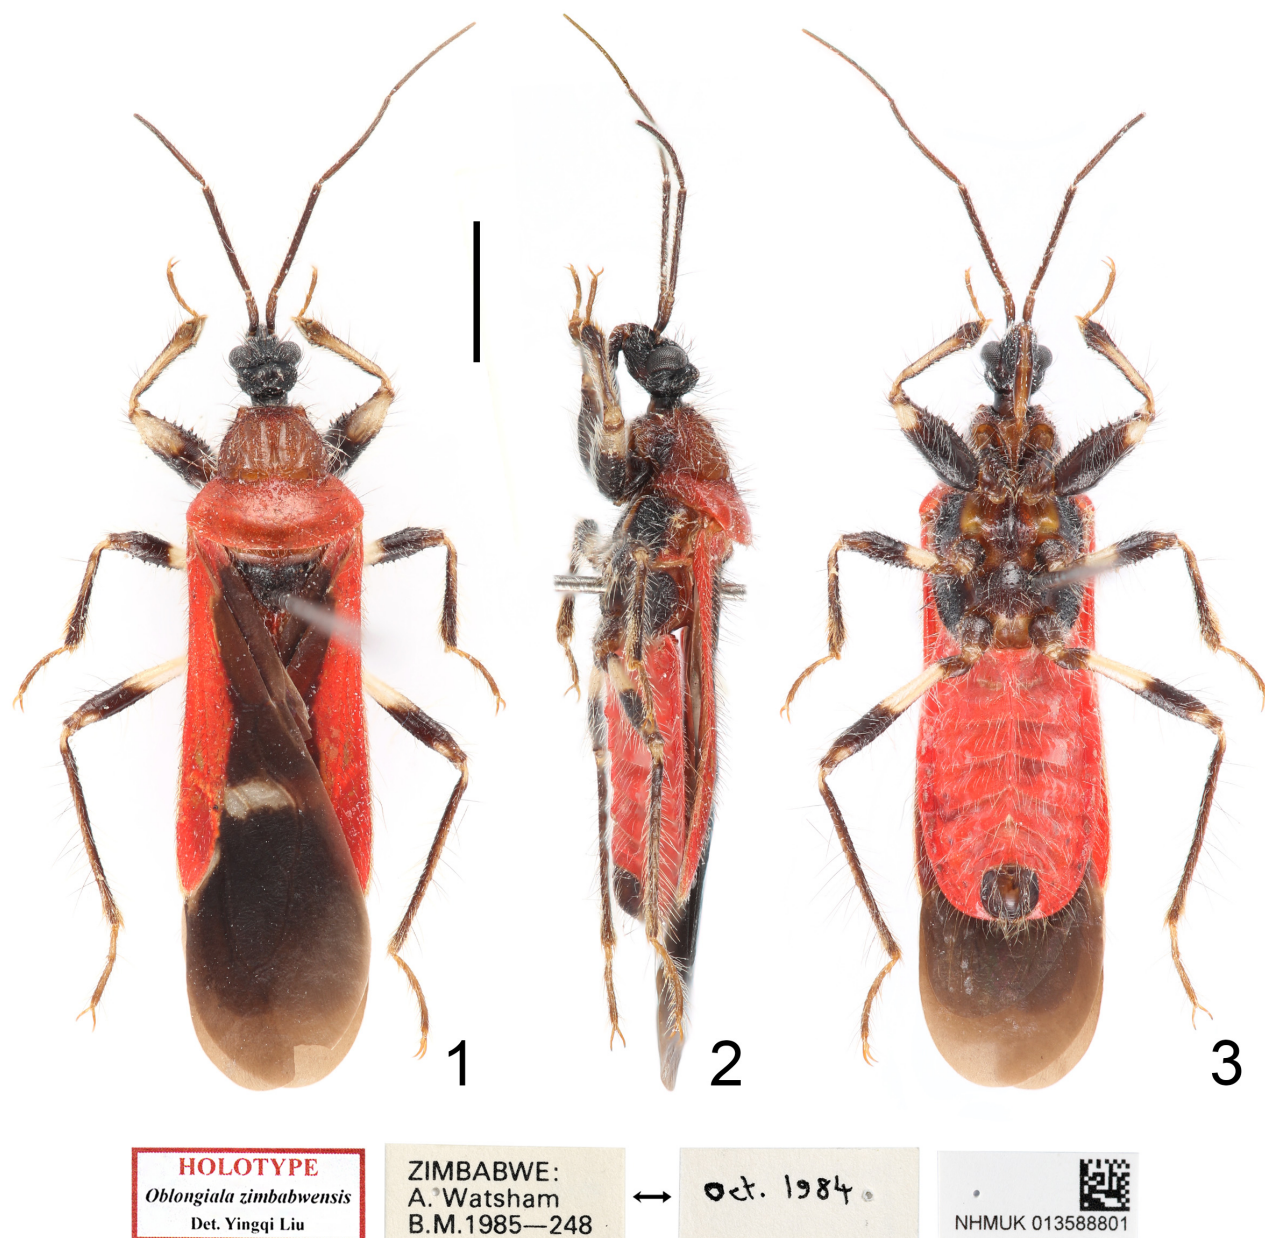 1
2
3
HOLOTYPE
Oblongiala zimbabwensis
Det. Yingqi Liu
ZIMBABWE:
A. Watsham
B.M.1985—248
Oct. 1984
NHMUK 013588801